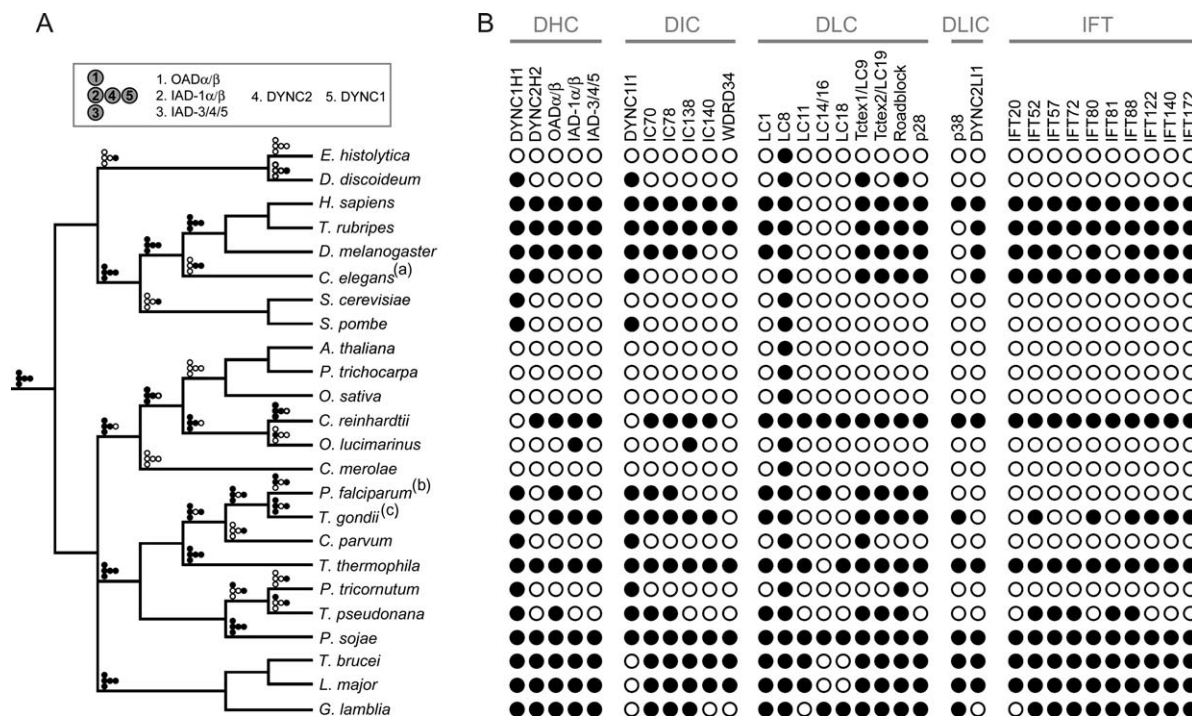 A
1
2 4 5
3
1. OADα/β
2. IAD-1α/β
3. IAD-3/4/5
4. DYNC2
5. DYNC1
E. histolytica
D. discoideum
H. sapiens
T. rubripes
D. melanogaster
C. elegans(a)
S. cerevisiae
S. pombe
A. thaliana
P. trichocarpa
O. sativa
C. reinhardtii
O. lucimarinus
C. merolae
P. falciparum(b)
T. gondii(c)
C. parvum
T. thermophila
P. tricornutum
T. pseudonana
P. sojae
T. brucei
L. major
G. lamblia
B
DHC
DIC
DLC
DLIC
IFT
DYNC1H1
DYNC2H2
OADα/β
IAD-1α/β
IAD-3/4/5
DYNC1I1
IC70
IC78
IC138
IC140
WDRD34
LC1
LC8
LC11
LC14/16
LC18
Tctex1/LC9
Tctex2/LC19
Roadblock
p28
p38
DYNC2LI1
IFT20
IFT52
IFT57
IFT72
IFT80
IFT81
IFT88
IFT122
IFT140
IFT172